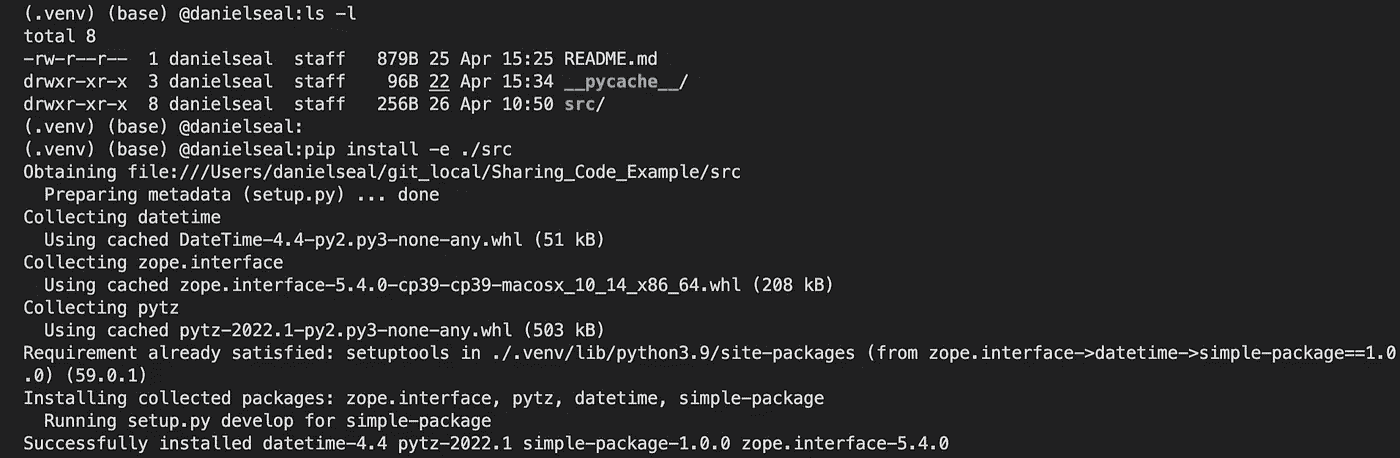 (.venv) (base) @danielseal:ls -l
total 8
-rw-r--r--  1 danielseal  staff   879B 25 Apr 15:25 README.md
drwxr-xr-x  3 danielseal  staff    96B 22 Apr 15:34 __pycache__/
drwxr-xr-x  8 danielseal  staff   256B 26 Apr 10:50 src/
(.venv) (base) @danielseal:
(.venv) (base) @danielseal:pip install -e ./src
Obtaining file:///Users/danielseal/git_local/Sharing_Code_Example/src
  Preparing metadata (setup.py) ... done
Collecting datetime
  Using cached DateTime-4.4-py2.py3-none-any.whl (51 kB)
Collecting zope.interface
  Using cached zope.interface-5.4.0-cp39-cp39-macosx_10_14_x86_64.whl (208 kB)
Collecting pytz
  Using cached pytz-2022.1-py2.py3-none-any.whl (503 kB)
Requirement already satisfied: setuptools in ./.venv/lib/python3.9/site-packages (from zope.interface->datetime->simple-package==1.0
.0) (59.0.1)
Installing collected packages: zope.interface, pytz, datetime, simple-package
  Running setup.py develop for simple-package
Successfully installed datetime-4.4 pytz-2022.1 simple-package-1.0.0 zope.interface-5.4.0